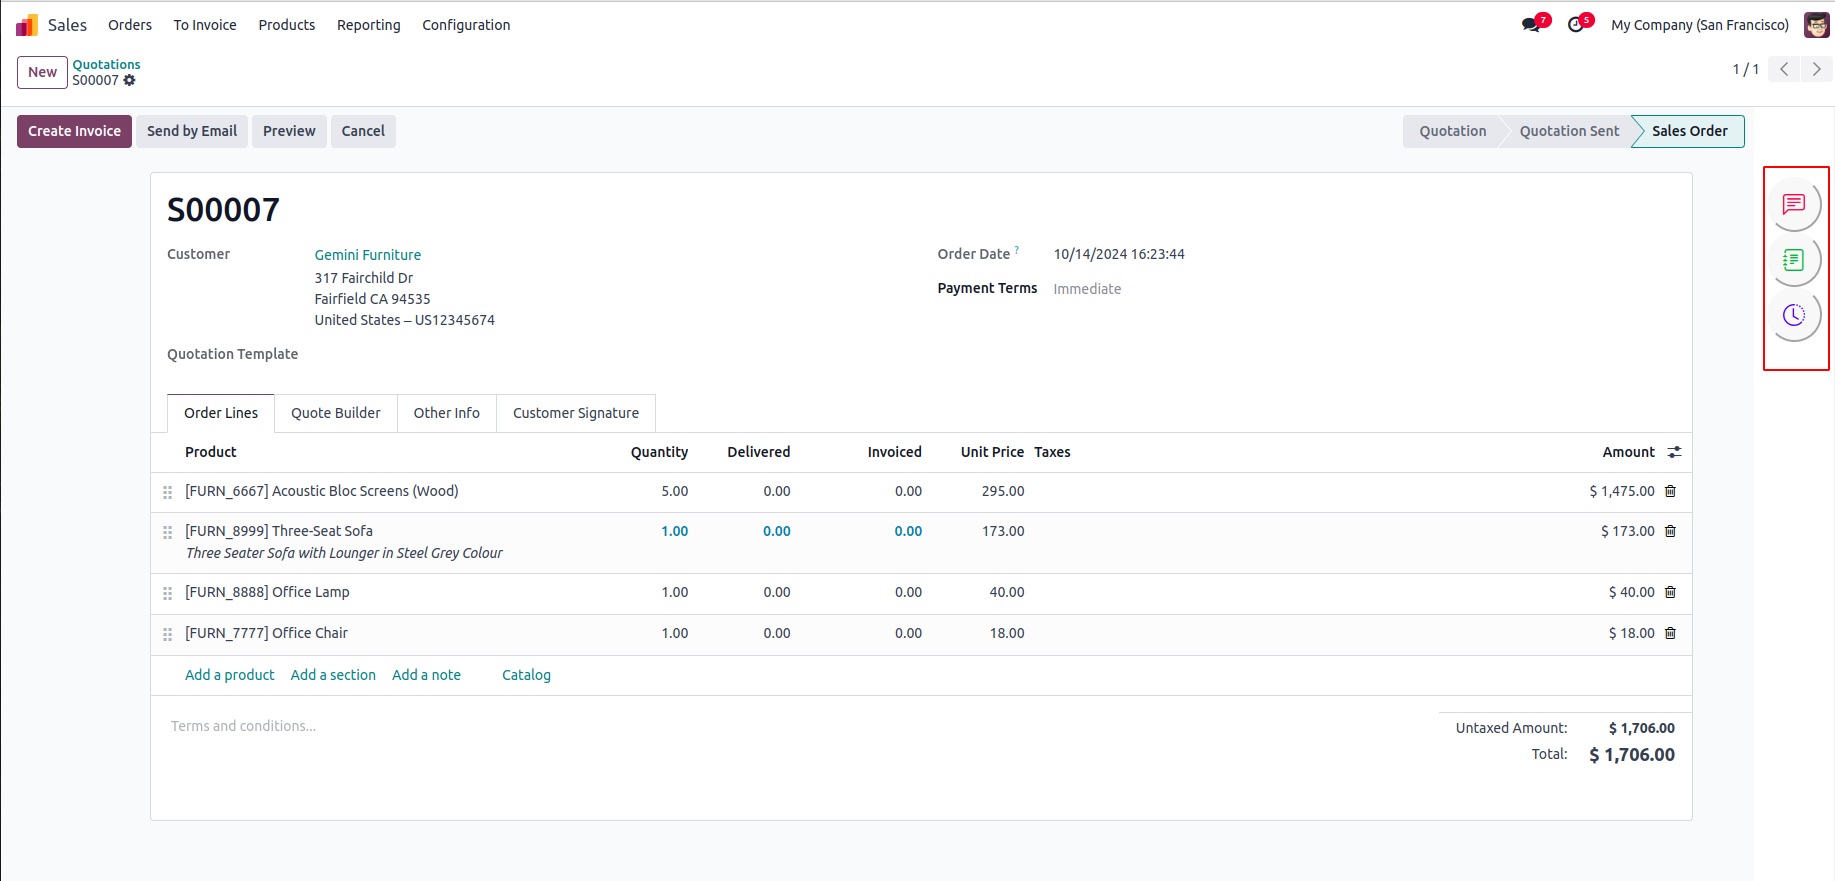 Sales Orders To Invoice Products Reporting Configuration 7 5 My Company (San Francisco)
New Quotations 1 / 1
S00007
Create Invoice Send by Email Preview Cancel Quotation Quotation Sent Sales Order
S00007
Customer Gemini Furniture Order Date ? 10/14/2024 16:23:44
317 Fairchild Dr
Payment Terms Immediate
Fairfield CA 94535
United States – US12345674
Quotation Template
Order Lines Quote Builder Other Info Customer Signature
Product Quantity Delivered Invoiced Unit Price Taxes Amount
[FURN_6667] Acoustic Bloc Screens (Wood) 5.00 0.00 0.00 295.00 $ 1,475.00
[FURN_8999] Three-Seat Sofa 1.00 0.00 0.00 173.00 $ 173.00
Three Seater Sofa with Lounger in Steel Grey Colour
[FURN_8888] Office Lamp 1.00 0.00 0.00 40.00 $ 40.00
[FURN_7777] Office Chair 1.00 0.00 0.00 18.00 $ 18.00
Add a product Add a section Add a note Catalog
Terms and conditions... Untaxed Amount: $ 1,706.00
Total: $ 1,706.00